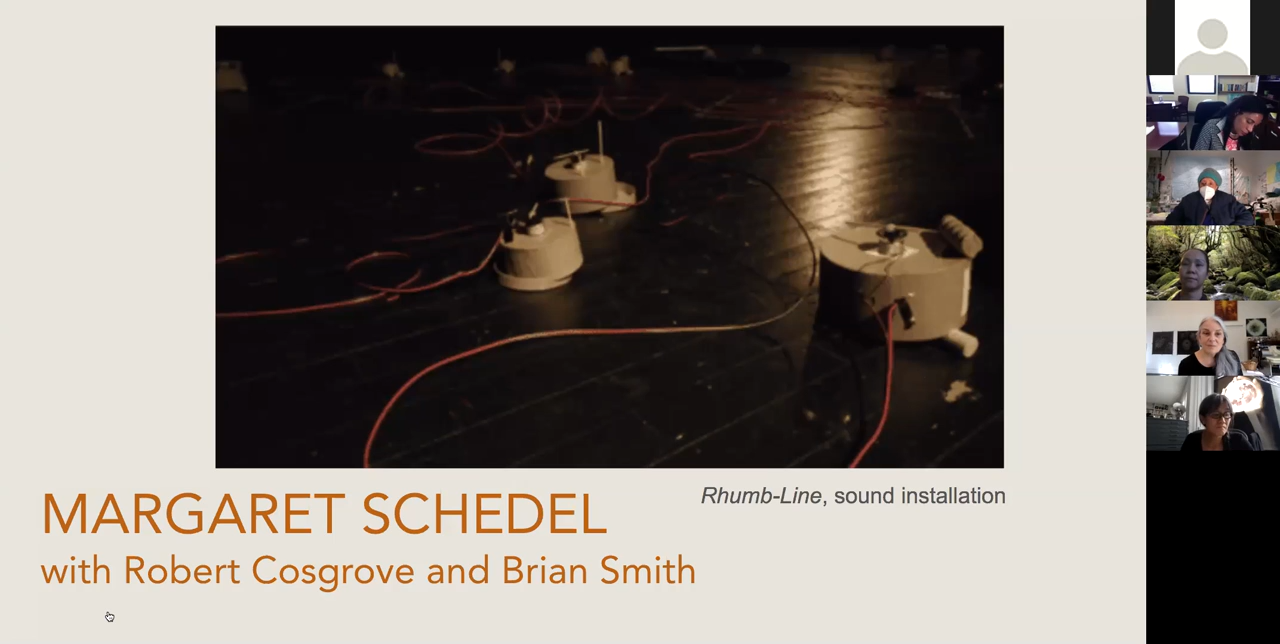 Rhumb-Line, sound installation
MARGARET SCHEDEL
with Robert Cosgrove and Brian Smith